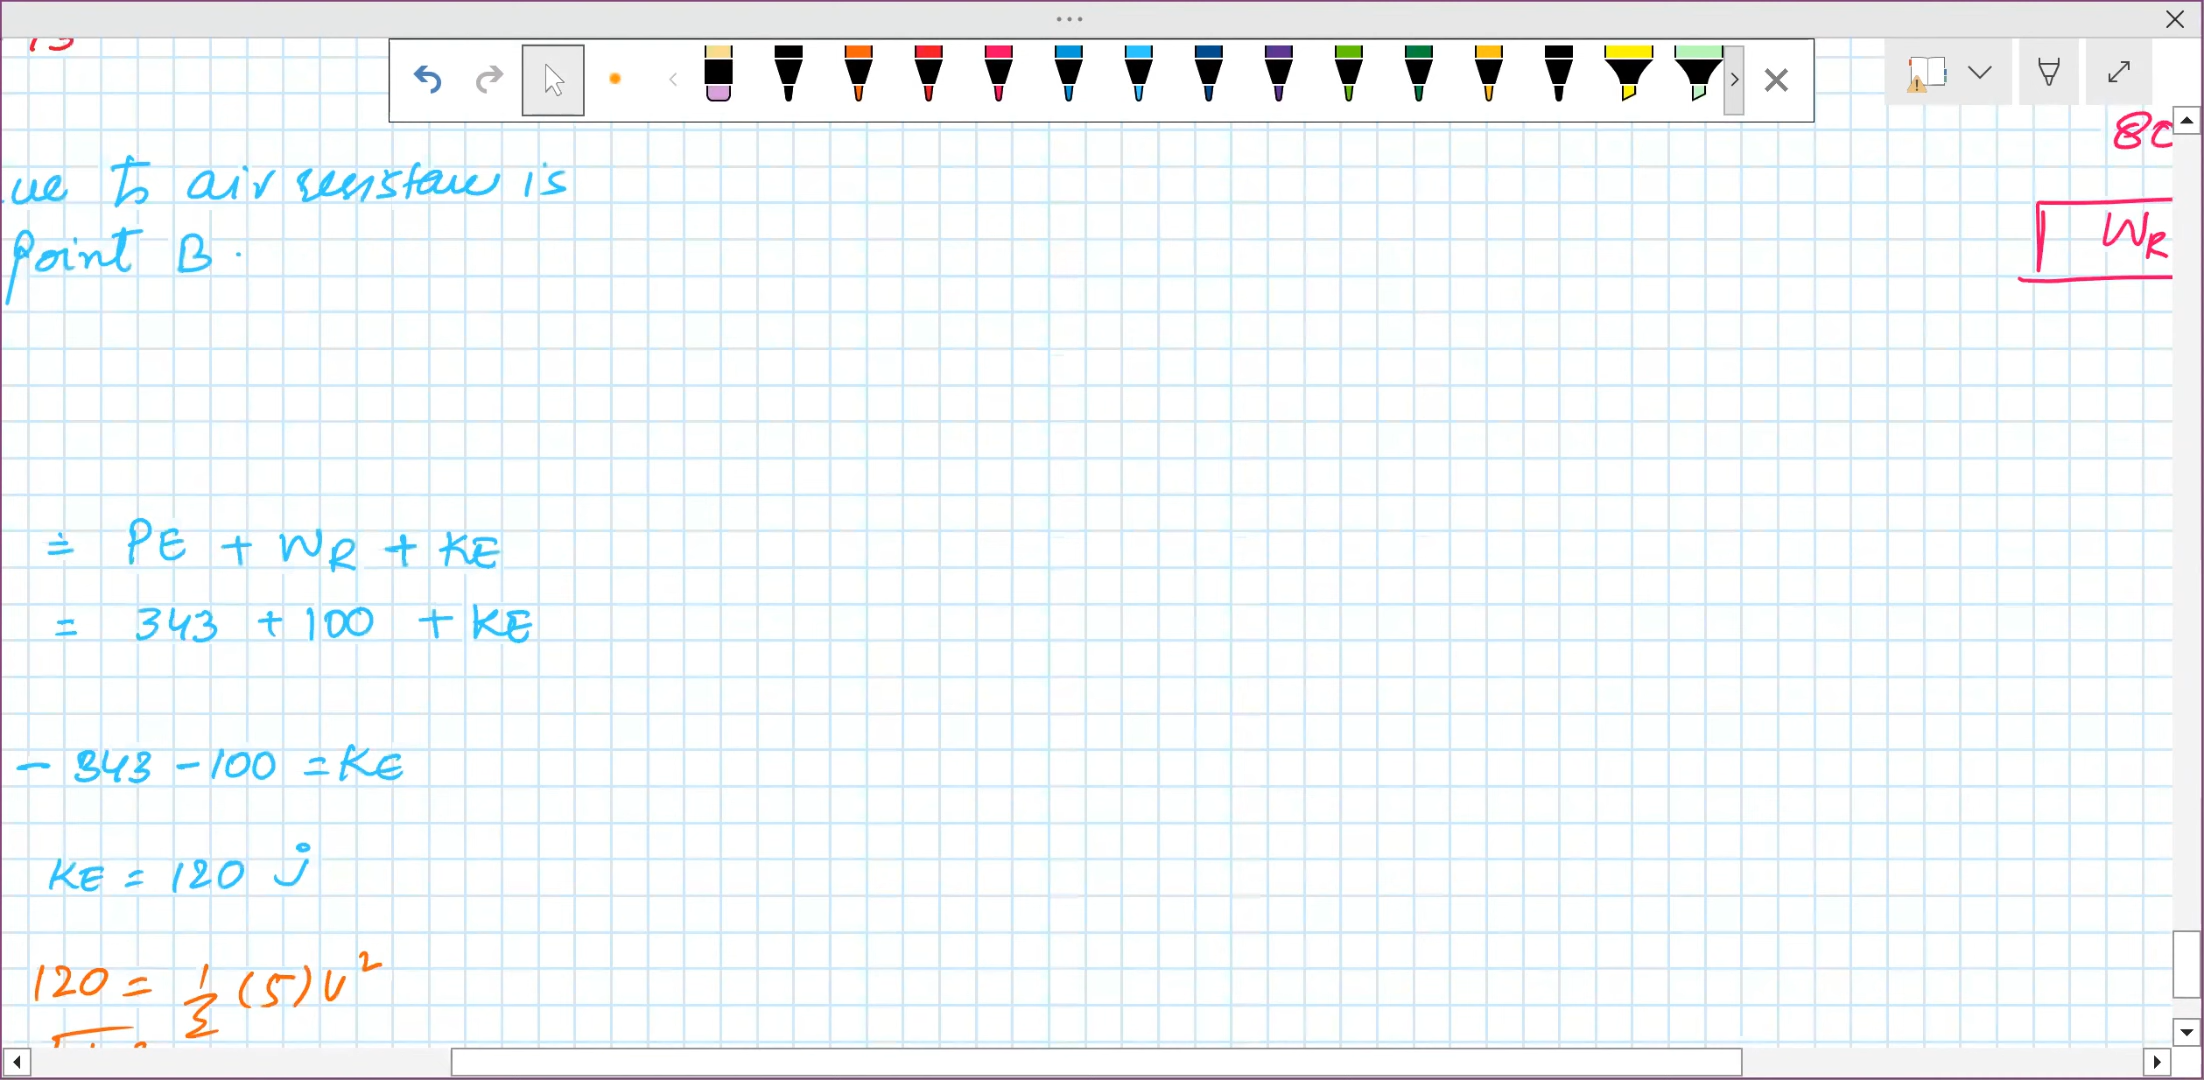 ue to air resistance is
Point B.
= PE + WR + KE
= 343 + 100 + KE
- 343 - 100 = KE
KE = 120 j
120 = 1/2 (5) v²
80
WR